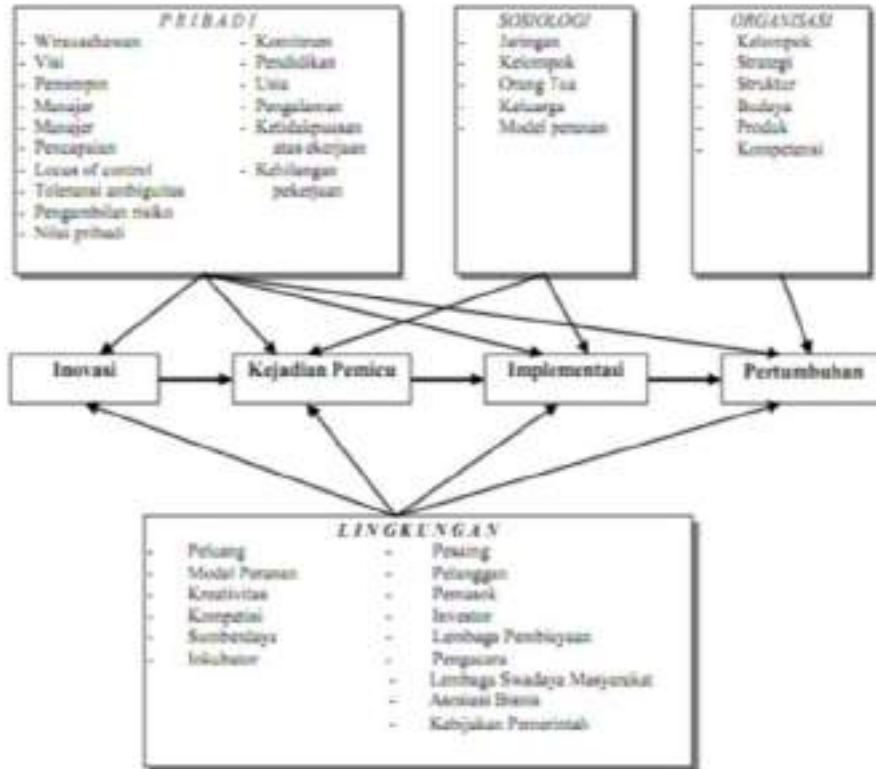 PRIBADI
- Wirausahawan
- Visi
- Pemimpin
- Manajer
- Manajer
- Pencapaian
- Locus of control
- Toleransi ambiguitas
- Pengambilan risiko
- Nilai pribadi
- Komitmen
- Pendidikan
- Usia
- Pengalaman
- Ketidakpuasan
atas
- Kehilangan
pekerjaan
SOSIOLOGI
- Jaringan
- Kelompok
- Orang Tua
- Keluarga
- Model peranan
ORGANISASI
- Kelompok
- Strategi
- Struktur
- Budaya
- Produk
- Kompetensi
Inovasi
Kejadian Pemicu
Implementasi
Pertumbuhan
LINGKUNGAN
- Peluang
- Model Peranan
- Kreativitas
- Kompetisi
- Sumberdaya
- Inkubator
- Pesaing
- Pelanggan
- Pemasok
- Investor
- Lembaga Pembiayaan
- Pengacara
- Lembaga Swadaya Masyarakat
- Asosiasi Bisnis
- Kebijakan Pemerintah